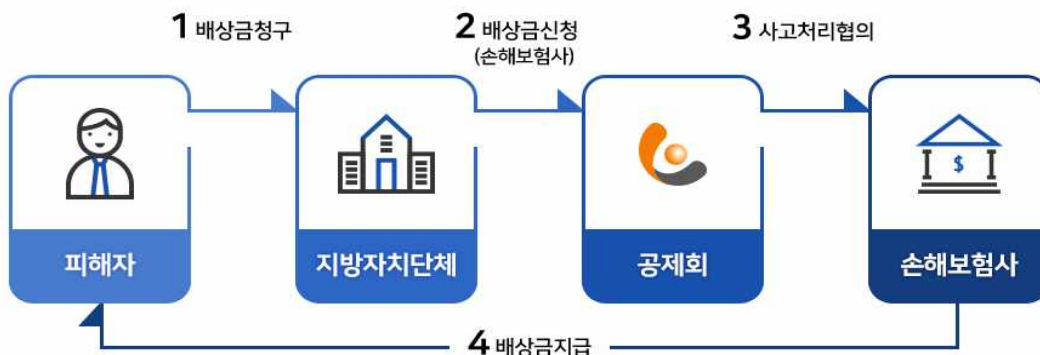 1 배상금청구
2 배상금신청
(손해보험사)
3 사고처리협의
피해자
지방자치단체
공제회
$
손해보험사
4 배상금지급